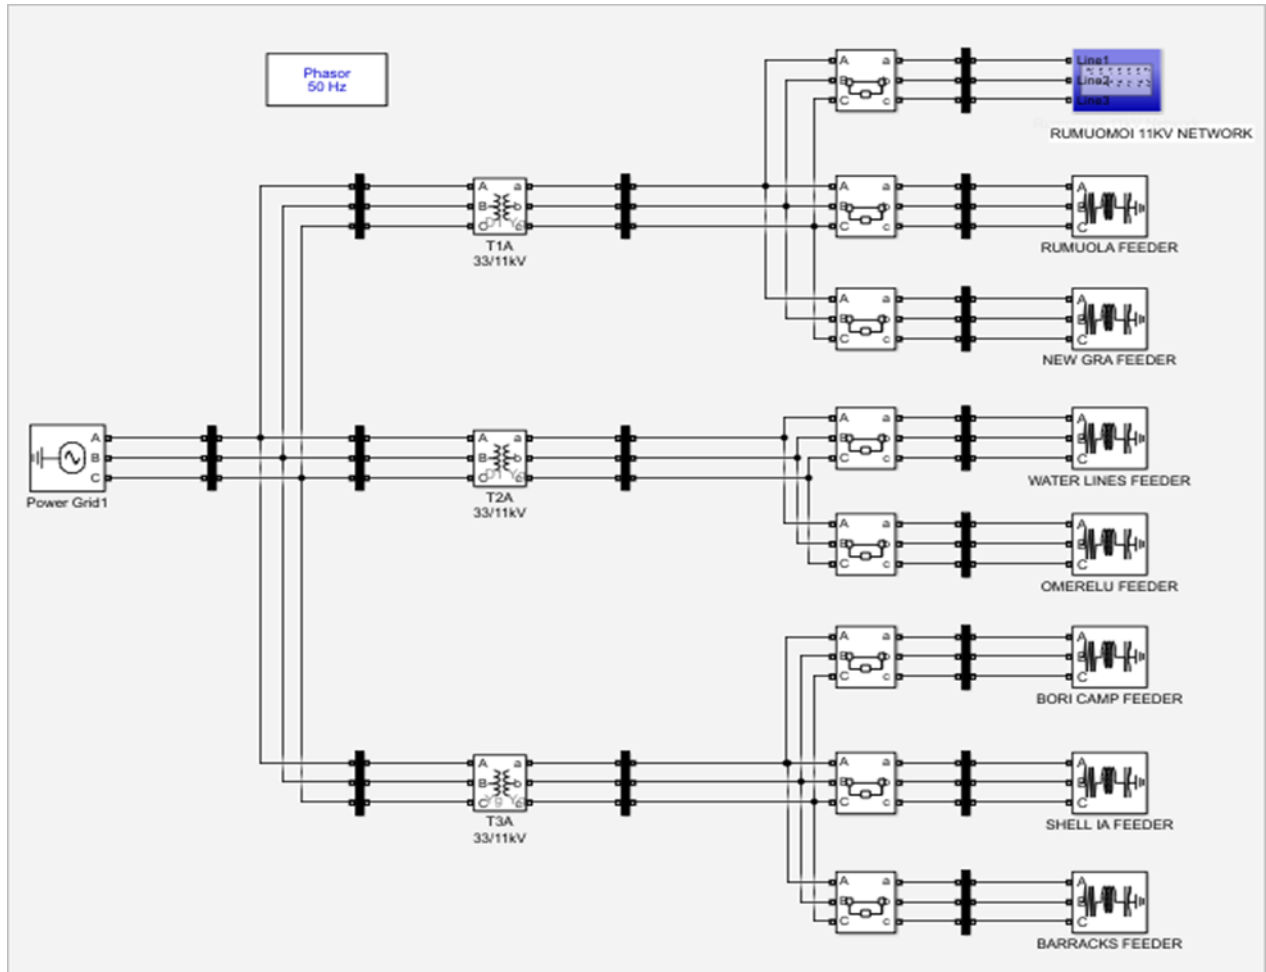 Phasor
50 Hz
A a
B b
C c
Line1
Line2
Line3
RUMUOMOI 11KV NETWORK
A a
B b
C
T1A
33/11kV
A a
B b
C c
A
B
C
RUMUOLA FEEDER
A a
B b
C c
A
B
C
NEW GRA FEEDER
A
B
C
Power Grid1
A a
B b
C
T2A
33/11kV
A a
B b
C c
A
B
C
WATER LINES FEEDER
A a
B b
C c
A
B
C
OMERELU FEEDER
A a
B b
C c
A
B
C
BORI CAMP FEEDER
A a
B b
C
T3A
33/11kV
A a
B b
C c
A
B
C
SHELL IA FEEDER
A a
B b
C c
A
B
C
BARRACKS FEEDER